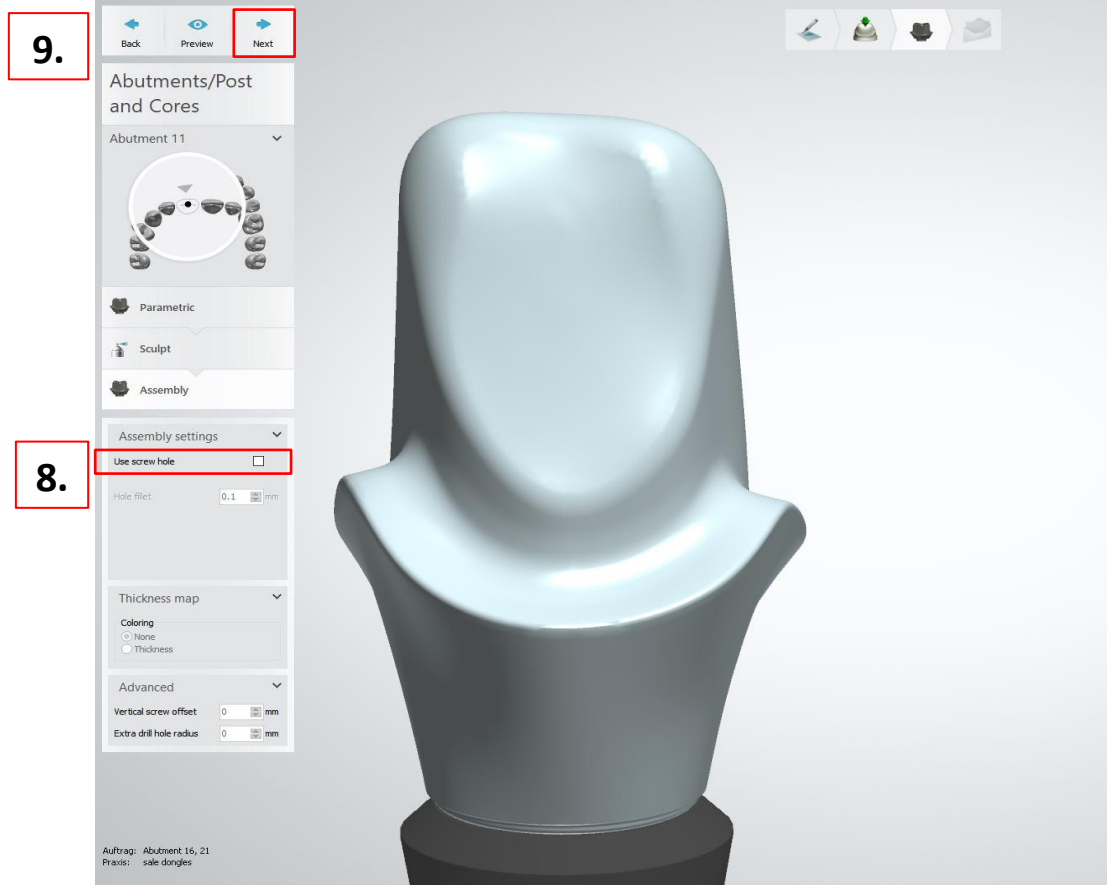 9.
Back Preview Next
Abutments/Post
and Cores
Abutment 11
Parametric
Sculpt
Assembly
8.
Assembly settings
Use screw hole
Hole fillet 0.1 mm
Thickness map
Coloring
None
Thickness
Advanced
Vertical screw offset 0 mm
Extra drill hole radius 0 mm
Auftrag: Abutment 16, 21
Praxis: sale dongles